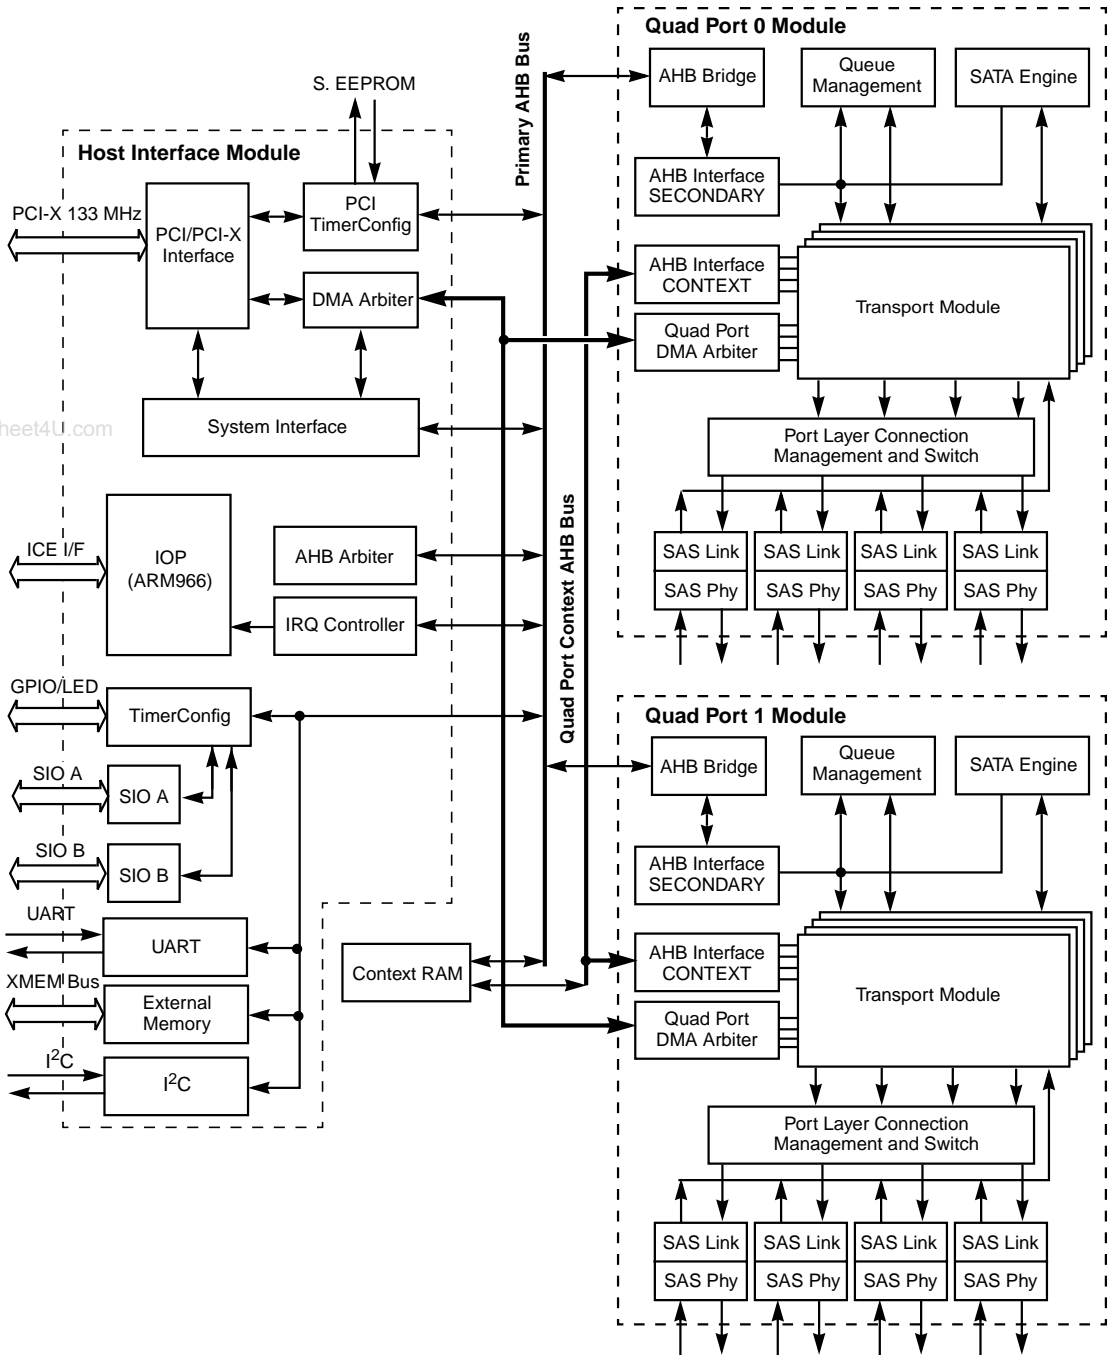 Quad Port 0 Module
AHB Bridge
Queue
Management
SATA Engine
AHB Interface
SECONDARY
AHB Interface
CONTEXT
Quad Port
DMA Arbiter
Transport Module
Port Layer Connection
Management and Switch
SAS Link
SAS Phy
SAS Link
SAS Phy
SAS Link
SAS Phy
SAS Link
SAS Phy
Primary AHB Bus
Quad Port Context AHB Bus
S. EEPROM
Host Interface Module
PCI-X 133 MHz
PCI/PCI-X
Interface
PCI
TimerConfig
DMA Arbiter
System Interface
heet4U.com
ICE I/F
IOP
(ARM966)
AHB Arbiter
IRQ Controller
GPIO/LED
TimerConfig
SIO A
SIO A
SIO B
SIO B
UART
UART
XMEM Bus
External
Memory
I²C
I²C
Context RAM
Quad Port 1 Module
AHB Bridge
Queue
Management
SATA Engine
AHB Interface
SECONDARY
AHB Interface
CONTEXT
Quad Port
DMA Arbiter
Transport Module
Port Layer Connection
Management and Switch
SAS Link
SAS Phy
SAS Link
SAS Phy
SAS Link
SAS Phy
SAS Link
SAS Phy